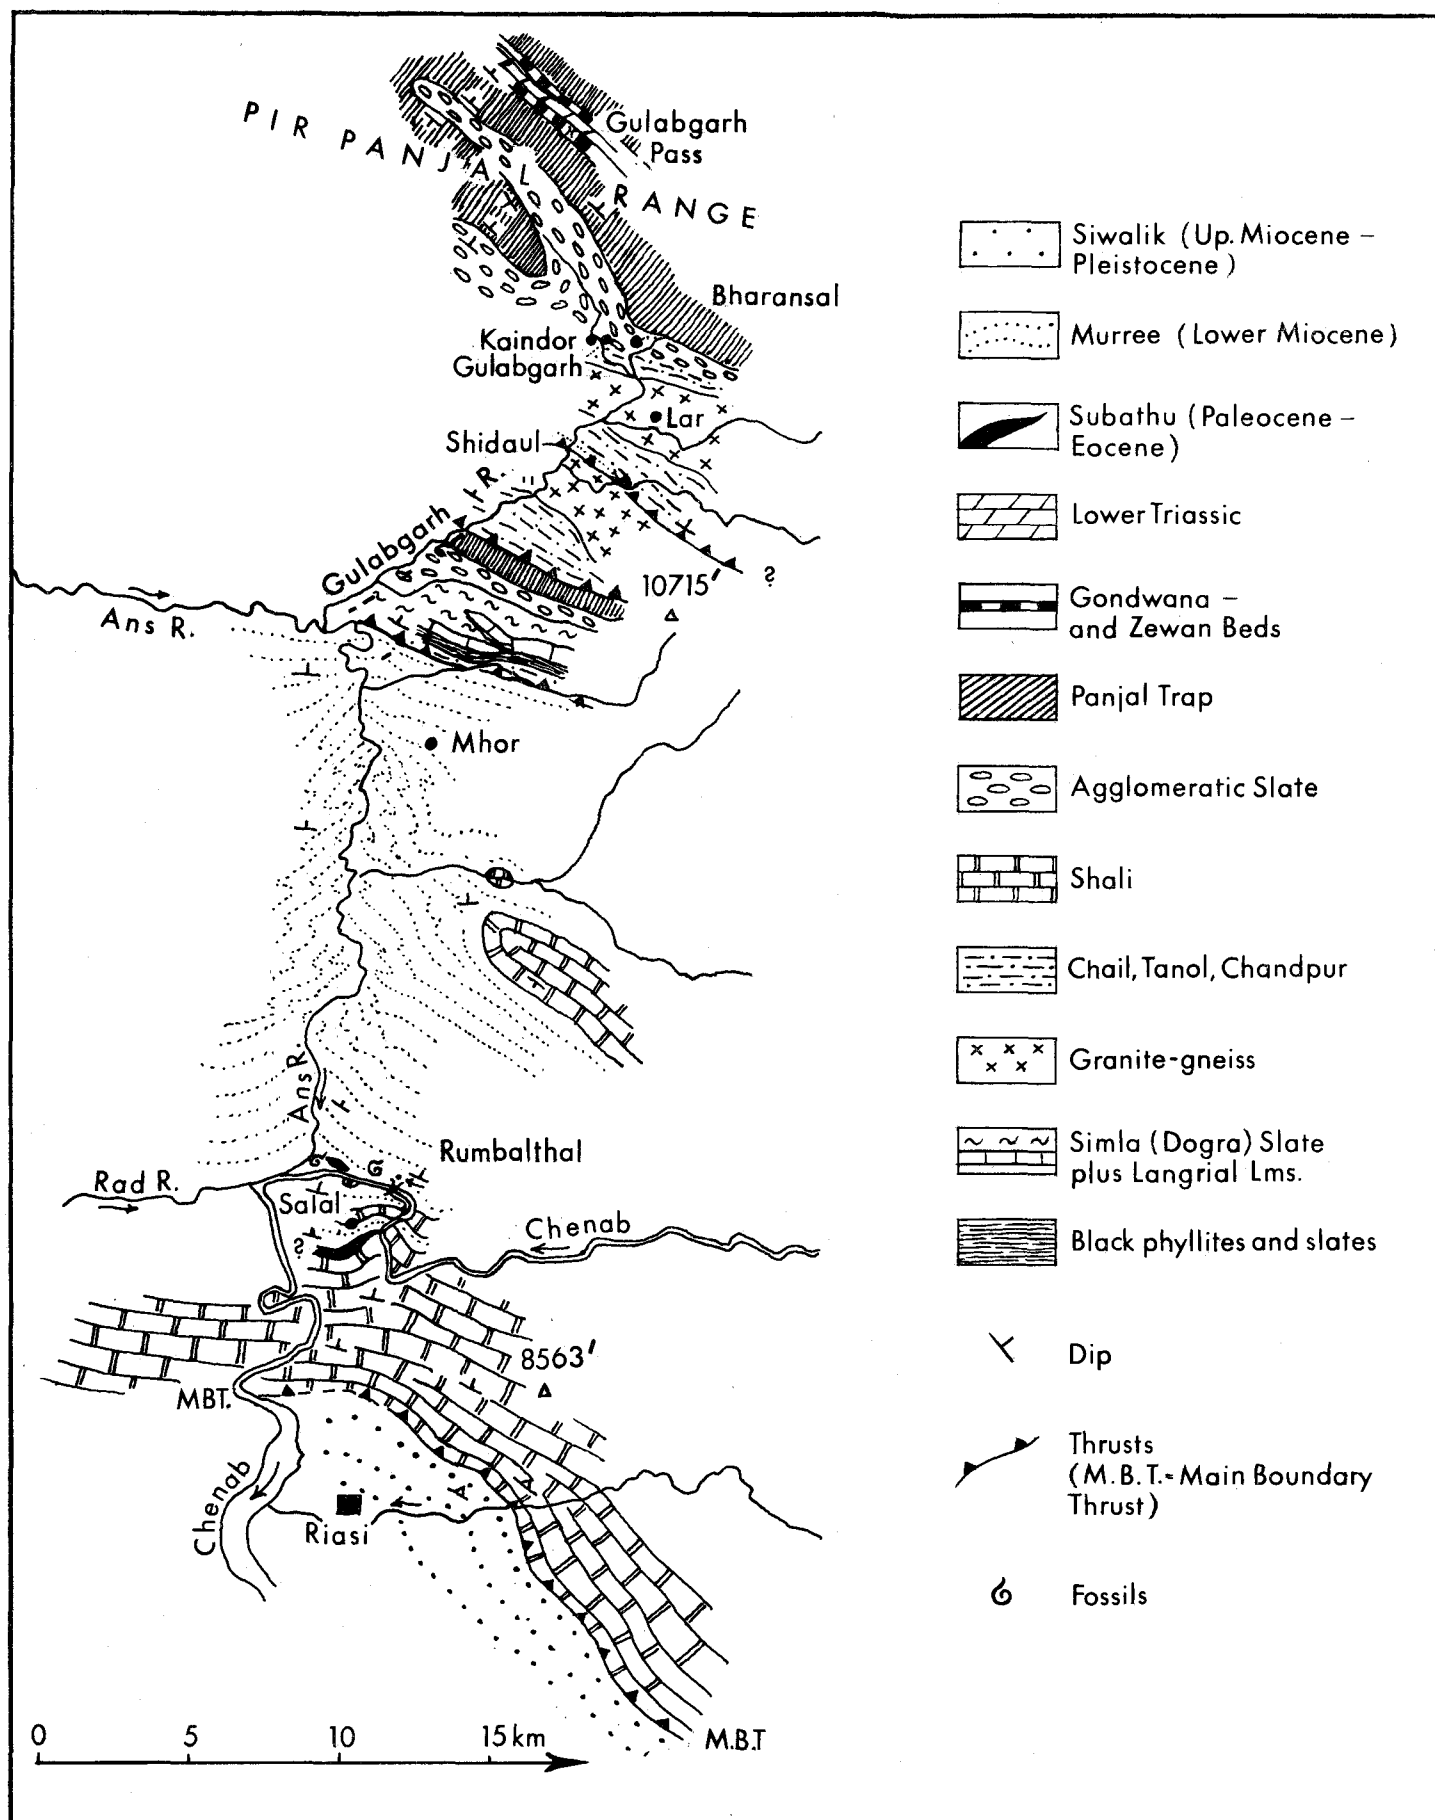 Gulabgarh
Pass
PIR PANJAL RANGE
Bharansal
Kaindor
Gulabgarh
Lar
Shidaul
Gulabgarh R.
10715'
?
Ans R.
Mhor
Ans R.
Rumbalthal
Rad R.
Salal
Chenab
?
8563'
MBT.
Chenab
Riasi
M.B.T
0 5 10 15 km
Siwalik (Up. Miocene –
Pleistocene)
Murree (Lower Miocene)
Subathu (Paleocene –
Eocene)
Lower Triassic
Gondwana –
and Zewan Beds
Panjal Trap
Agglomeratic Slate
Shali
Chail, Tanol, Chandpur
Granite-gneiss
Simla (Dogra) Slate
plus Langrial Lms.
Black phyllites and slates
Dip
Thrusts
(M.B.T.= Main Boundary
Thrust)
Fossils